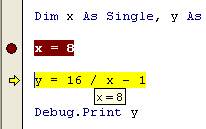 Dim x As Single, y As
x = 8
y = 16 / x - 1
x = 8
Debug.Print y